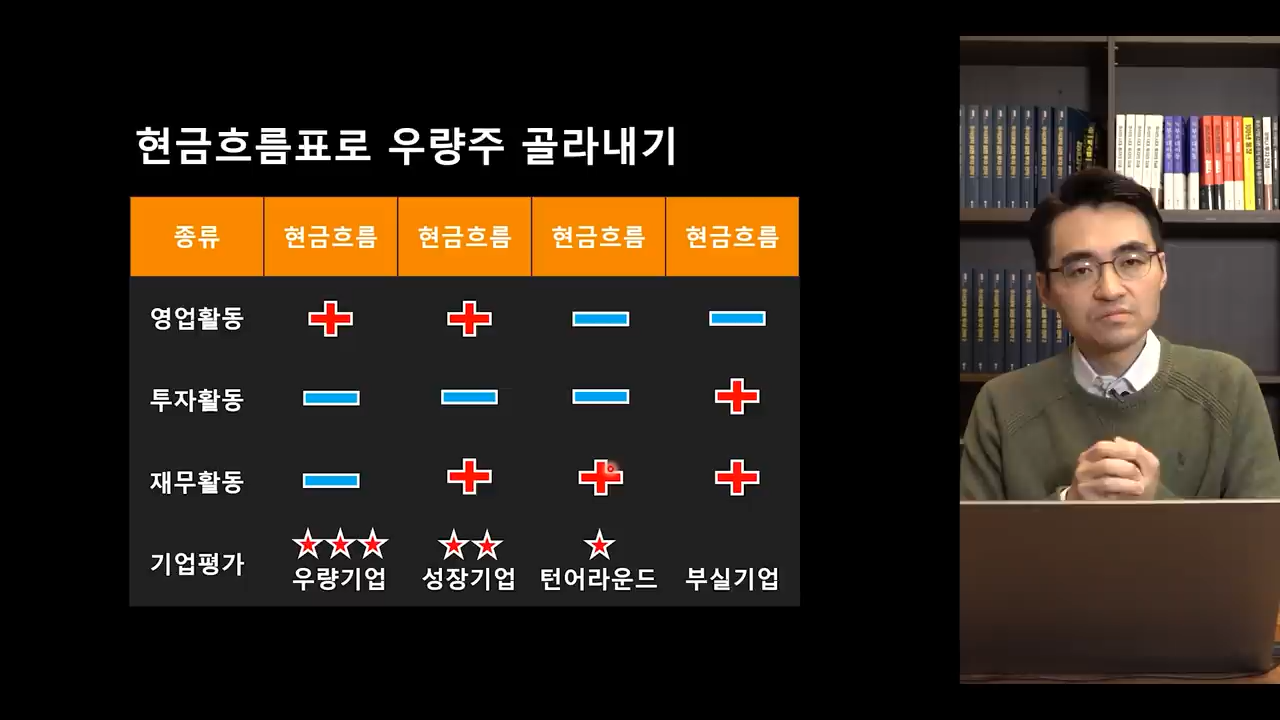 현금흐름표로 우량주 골라내기
종류 현금흐름 현금흐름 현금흐름 현금흐름
영업활동
투자활동
재무활동
기업평가 우량기업 성장기업 턴어라운드 부실기업